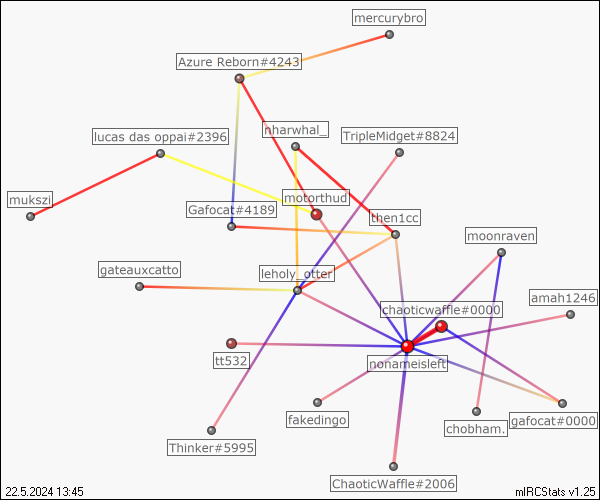 mercurybro
Azure Reborn#4243
nharwhal_
TripleMidget#8824
lucas das oppai#2396
mukszi
motorthud
Gafocat#4189
then1cc
moonraven
gateauxcatto
leholy_otter
amah1246
chaoticwaffle#0000
tt532
nonameisleft
fakedingo
chobham.
gafocat#0000
Thinker#5995
ChaoticWaffle#2006
22.5.2024 13:45
mIRCStats v1.25